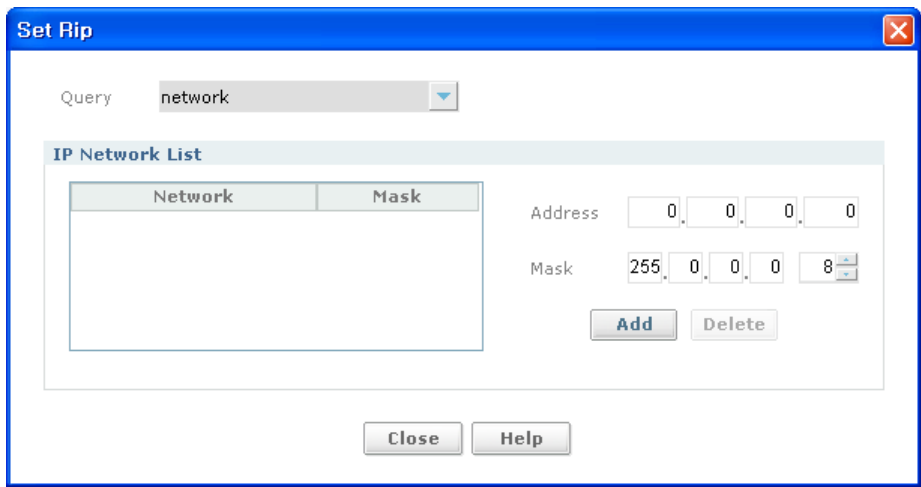 Set Rip
Query network
IP Network List
Network Mask
Address 0. 0. 0. 0
Mask 255. 0. 0. 0 8
Add Delete
Close Help